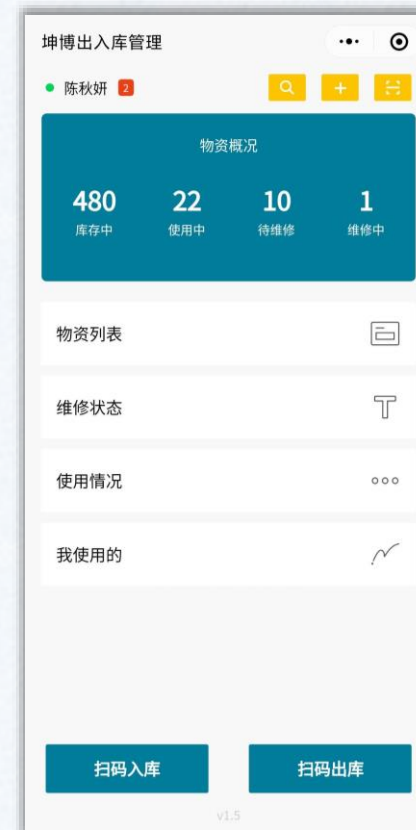 坤博出入库管理
陈秋妍 2
物资概况
480 22 10 1
库存中 使用中 待维修 维修中
物资列表
维修状态
使用情况
我使用的
扫码入库 扫码出库
v1.5